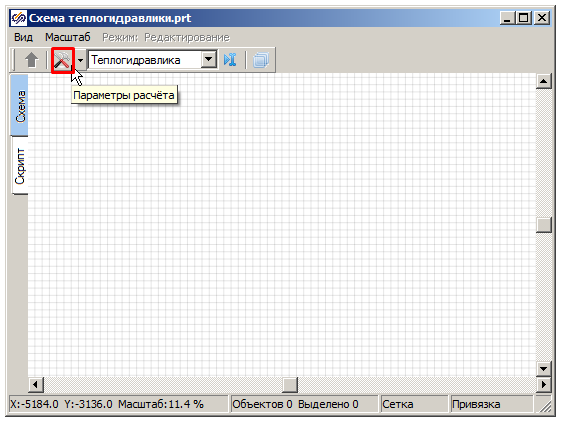 Схема теплогидравлики.prt
Вид Масштаб Режим: Редактирование
Теплогидравлика
Параметры расчёта
Схема
Скрипт
X:-5184.0 Y:-3136.0 Масштаб:11.4 % Объектов 0 Выделено 0 Сетка Привязка